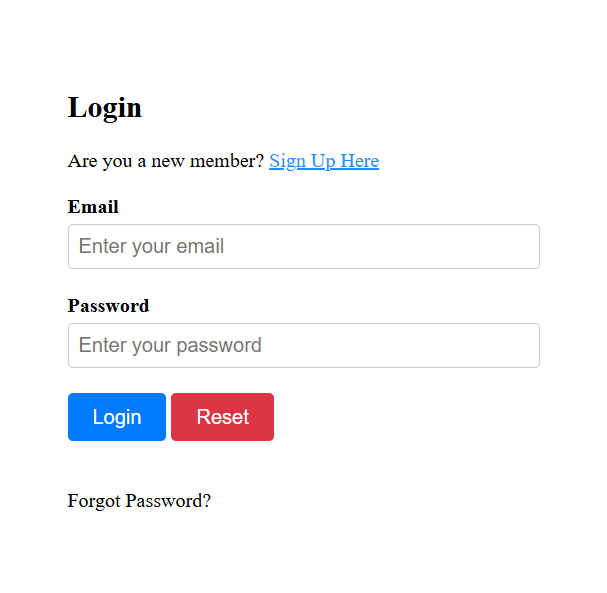 Login
Are you a new member? Sign Up Here
Email
Enter your email
Password
Enter your password
Login Reset
Forgot Password?